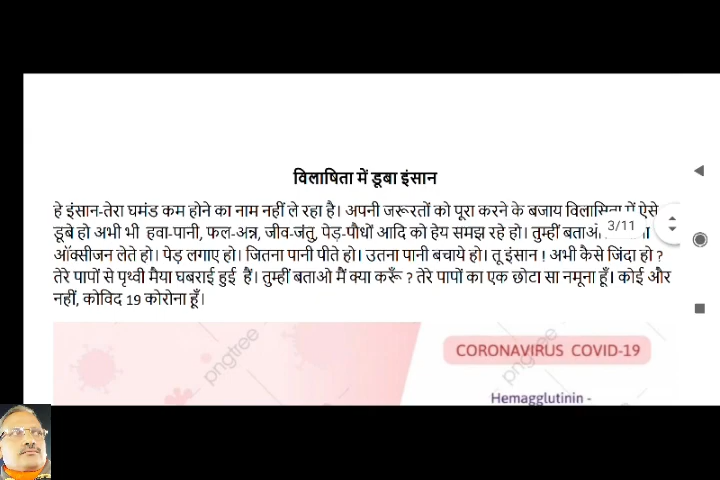 विलाषिता में डूबा इंसान
हे इंसान-तेरा घमंड कम होने का नाम नहीं ले रहा है। अपनी जरूरतों को पूरा करने के बजाय विलासिता में ऐसे
डूबे हो अभी भी हवा-पानी, फल-अन्न, जीव-जंतु, पेड़-पौधों आदि को हेय समझ रहे हो। तुम्हीं बताओ
3/11
ऑक्सीजन लेते हो। पेड़ लगाए हो। जितना पानी पीते हो। उतना पानी बचाये हो। तू इंसान ! अभी कैसे जिंदा हो ?
तेरे पापों से पृथ्वी मैया घबराई हुई हैं। तुम्हीं बताओ मैं क्या करूँ ? तेरे पापों का एक छोटा सा नमूना हूँ। कोई और
नहीं, कोविद 19 कोरोना हूँ।
pngtree
pngtree
CORONAVIRUS COVID-19
Hemagglutinin -